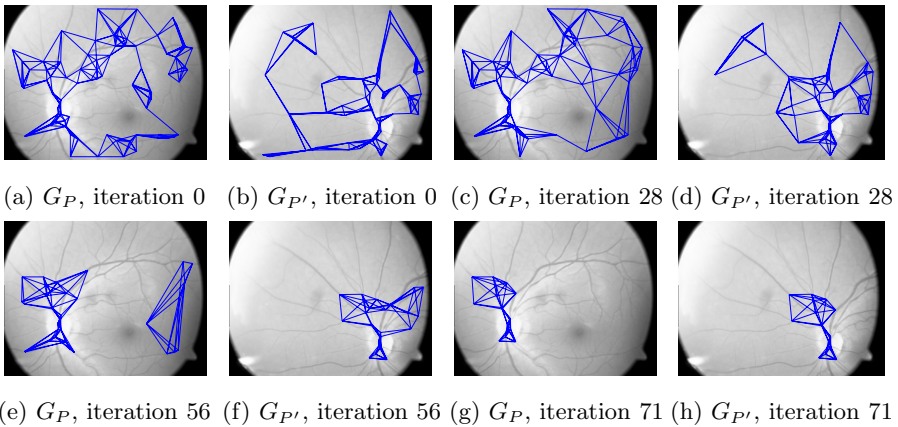 (a) G_P, iteration 0 (b) G_{P'}, iteration 0 (c) G_P, iteration 28 (d) G_{P'}, iteration 28
(e) G_P, iteration 56 (f) G_{P'}, iteration 56 (g) G_P, iteration 71 (h) G_{P'}, iteration 71